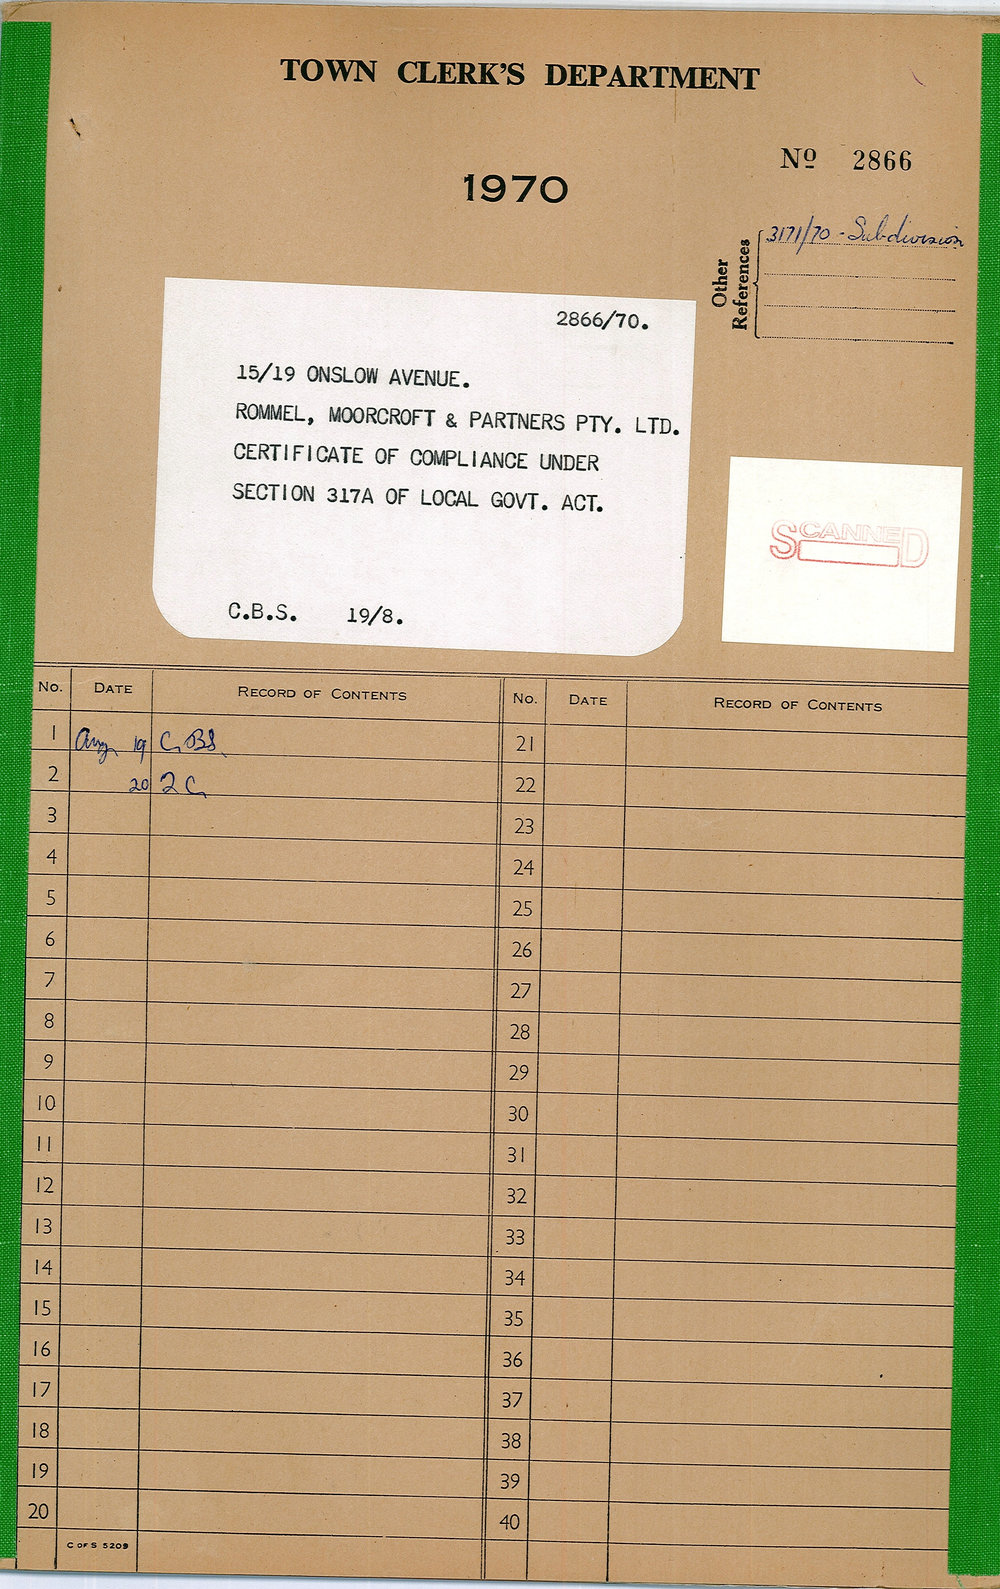 TOWN CLERK'S DEPARTMENT
1970
Nº 2866
Other References
3171/70 - Subdivision
2866/70.
15/19 ONSLOW AVENUE.
ROMMEL, MOORCROFT & PARTNERS PTY. LTD.
CERTIFICATE OF COMPLIANCE UNDER
SECTION 317A OF LOCAL GOVT. ACT.
C.B.S. 19/8.
SCANNED
No. DATE RECORD OF CONTENTS No. DATE RECORD OF CONTENTS
1 Aug 19 C.BS. 21
2 20 2 C 22
3 23
4 24
5 25
6 26
7 27
8 28
9 29
10 30
11 31
12 32
13 33
14 34
15 35
16 36
17 37
18 38
19 39
20 40
C OF S 5209